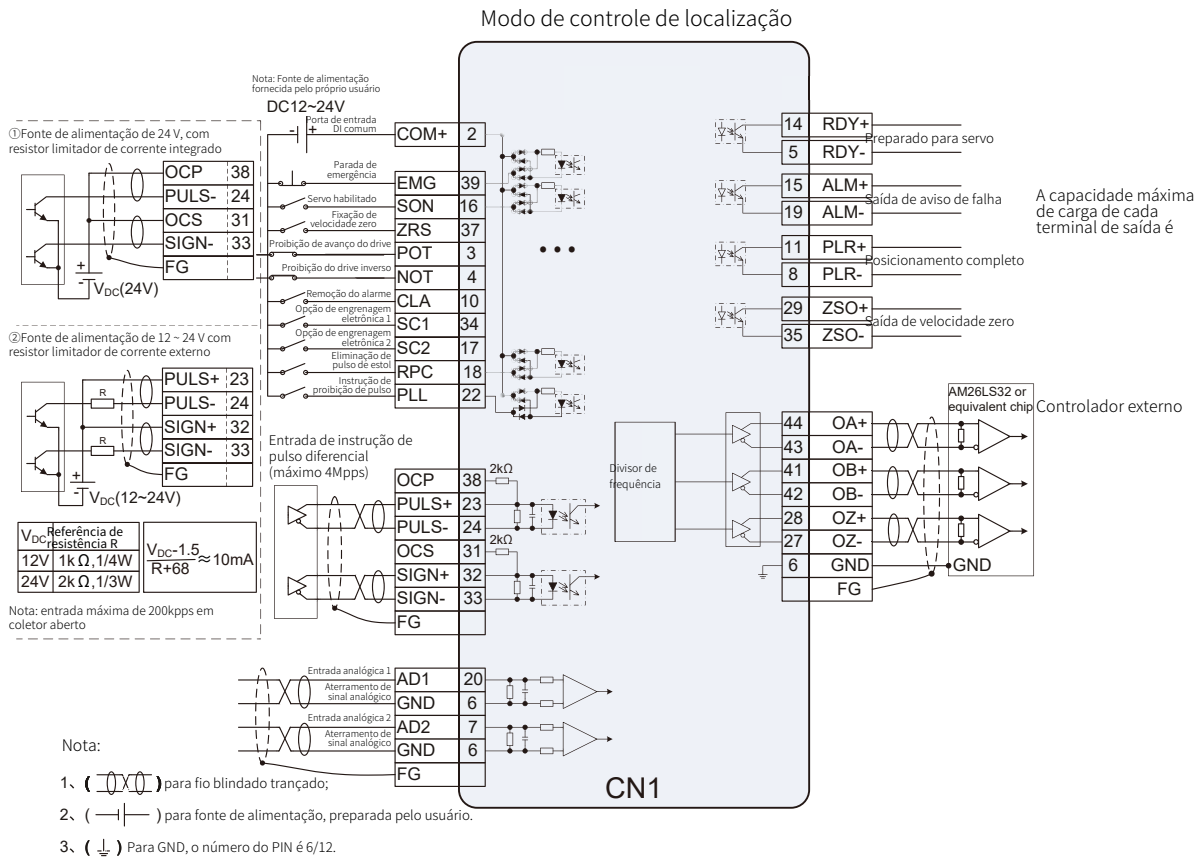 Modo de controle de localização
Nota: Fonte de alimentação
fornecida pelo próprio usuário
DC12~24V
- +
Porta de entrada
DI comum
COM+ 2
①Fonte de alimentação de 24 V, com
resistor limitador de corrente integrado
OCP 38
PULS- 24
OCS 31
SIGN- 33
FG
+
-
VDC(24V)
②Fonte de alimentação de 12 ~ 24 V com
resistor limitador de corrente externo
PULS+ 23
R
PULS- 24
SIGN+ 32
R
SIGN- 33
FG
+
-
VDC(12~24V)
VDC Referência de
resistência R
12V 1k Ω,1/4W
24V 2k Ω,1/3W
VDC-1.5
R+68
≈10mA
Nota: entrada máxima de 200kpps em
coletor aberto
Parada de
emergência
EMG 39
Servo habilitado
SON 16
Fixação de
velocidade zero
ZRS 37
Proibição de avanço do drive
POT 3
Proibição do drive inverso
NOT 4
Remoção do alarme
CLA 10
Opção de engrenagem
eletrônica 1
SC1 34
Opção de engrenagem
eletrônica 2
SC2 17
Eliminação de
pulso de estol
RPC 18
Instrução de
proibição de pulso
PLL 22
Entrada de instrução de
pulso diferencial
(máximo 4Mpps)
OCP 38
2kΩ
PULS+ 23
PULS- 24
OCS 31
2kΩ
SIGN+ 32
SIGN- 33
FG
Entrada analógica 1
AD1 20
Aterramento de
sinal analógico
GND 6
Entrada analógica 2
AD2 7
Aterramento de
sinal analógico
GND 6
FG
14 RDY+
Preparado para servo
5 RDY-
15 ALM+
Saída de aviso de falha
19 ALM-
11 PLR+
Posicionamento completo
8 PLR-
29 ZSO+
Saída de velocidade zero
35 ZSO-
A capacidade máxima
de carga de cada
terminal de saída é
Divisor de
frequência
44 OA+
43 OA-
41 OB+
42 OB-
28 OZ+
27 OZ-
6 GND
FG
AM26LS32 or
equivalent chip
GND
Controlador externo
CN1
Nota:
1、( ) para fio blindado trançado;
2、( ) para fonte de alimentação, preparada pelo usuário.
3、( ) Para GND, o número do PIN é 6/12.